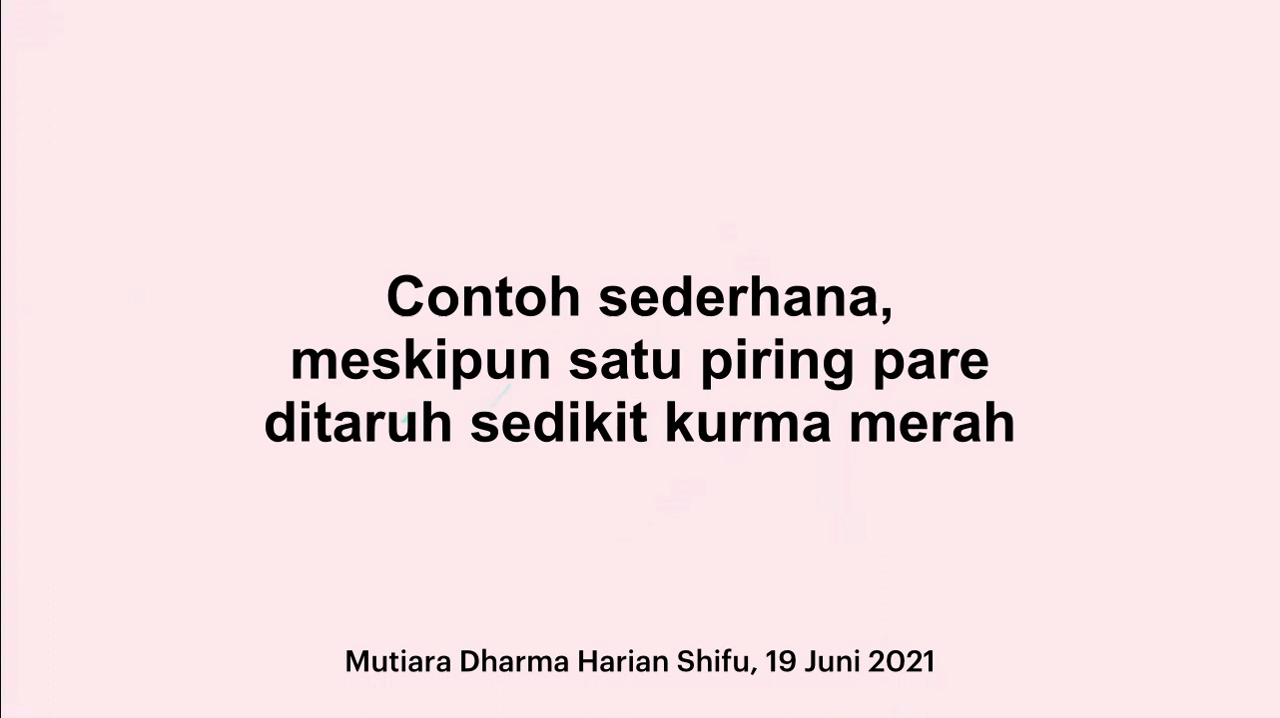 Contoh sederhana,
meskipun satu piring pare
ditaruh sedikit kurma merah
Mutiara Dharma Harian Shifu, 19 Juni 2021